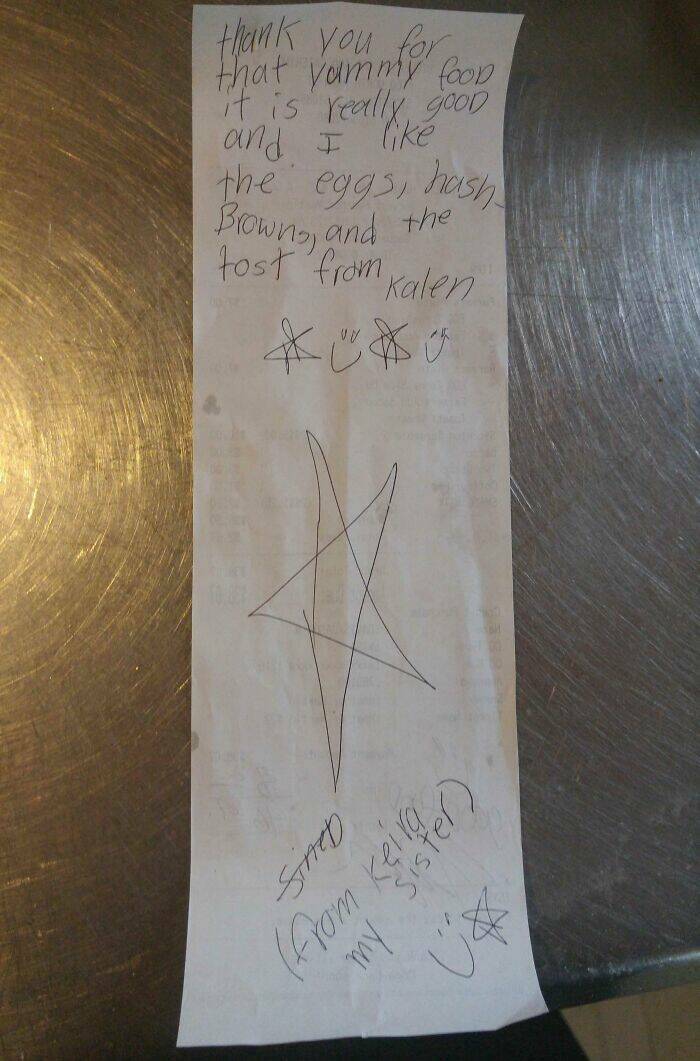 thank you for
that yammy food
it is really good
and I like
the eggs, hash-
Browns, and the
tost from Kalen
sined
(from Keira
my sister)